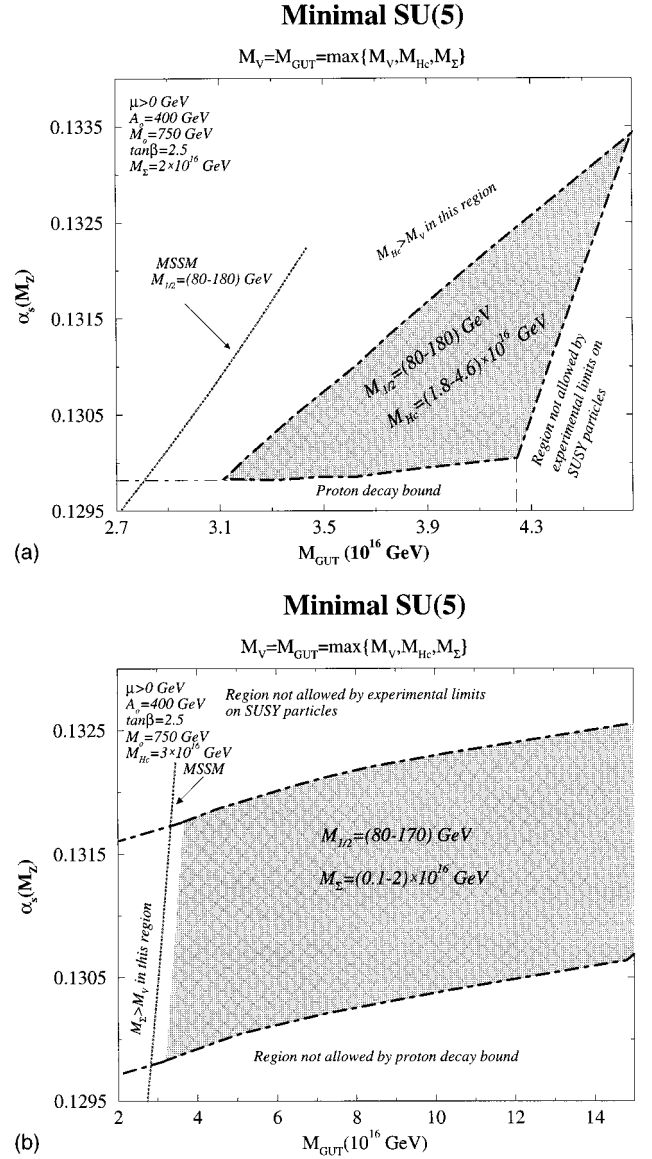 Minimal SU(5)
M_V=M_GUT=max{M_V,M_Hc,M_Σ}
μ>0 GeV
A_o=400 GeV
M_o=750 GeV
tanβ=2.5
M_Σ=2×10^16 GeV
MSSM
M_1/2=(80-180) GeV
M_Hc>M_V in this region
M_1/2=(80-180) GeV
M_Hc=(1.8-4.6)×10^16 GeV
Region not allowed by
experimental limits on
SUSY particles
Proton decay bound
α_s(M_Z)
0.1335
0.1325
0.1315
0.1305
0.1295
2.7 3.1 3.5 3.9 4.3
M_GUT (10^16 GeV)
(a)
Minimal SU(5)
M_V=M_GUT=max{M_V,M_Hc,M_Σ}
μ>0 GeV
A_o=400 GeV
tanβ=2.5
M_o=750 GeV
M_Hc=3×10^16 GeV
MSSM
Region not allowed by experimental limits
on SUSY particles
M_1/2=(80-170) GeV
M_Σ=(0.1-2)×10^16 GeV
M_Σ>M_V in this region
Region not allowed by proton decay bound
α_s(M_Z)
0.1325
0.1315
0.1305
0.1295
2 4 6 8 10 12 14
M_GUT(10^16 GeV)
(b)